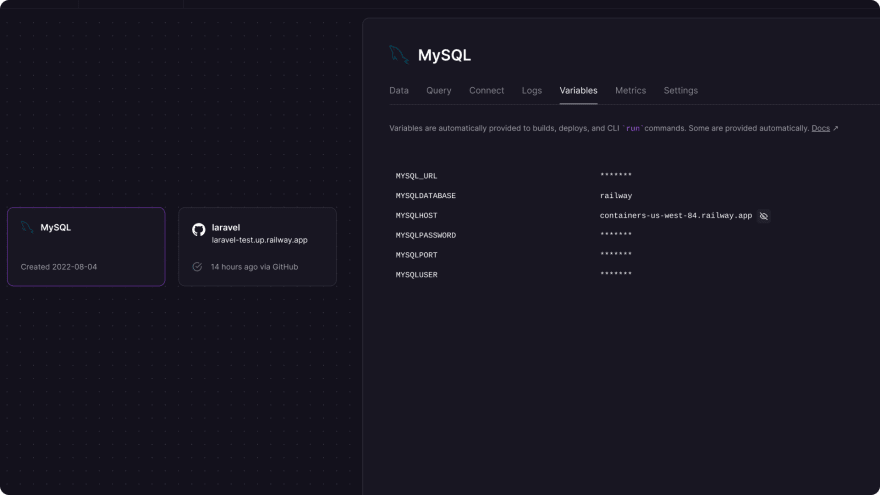 MySQL
Data Query Connect Logs Variables Metrics Settings
Variables are automatically provided to builds, deploys, and CLI `run` commands. Some are provided automatically. Docs ↗
MYSQL_URL *******
MYSQLDATABASE railway
MYSQLHOST containers-us-west-84.railway.app
MYSQLPASSWORD *******
MYSQLPORT *******
MYSQLUSER *******
MySQL
Created 2022-08-04
laravel
laravel-test.up.railway.app
14 hours ago via GitHub